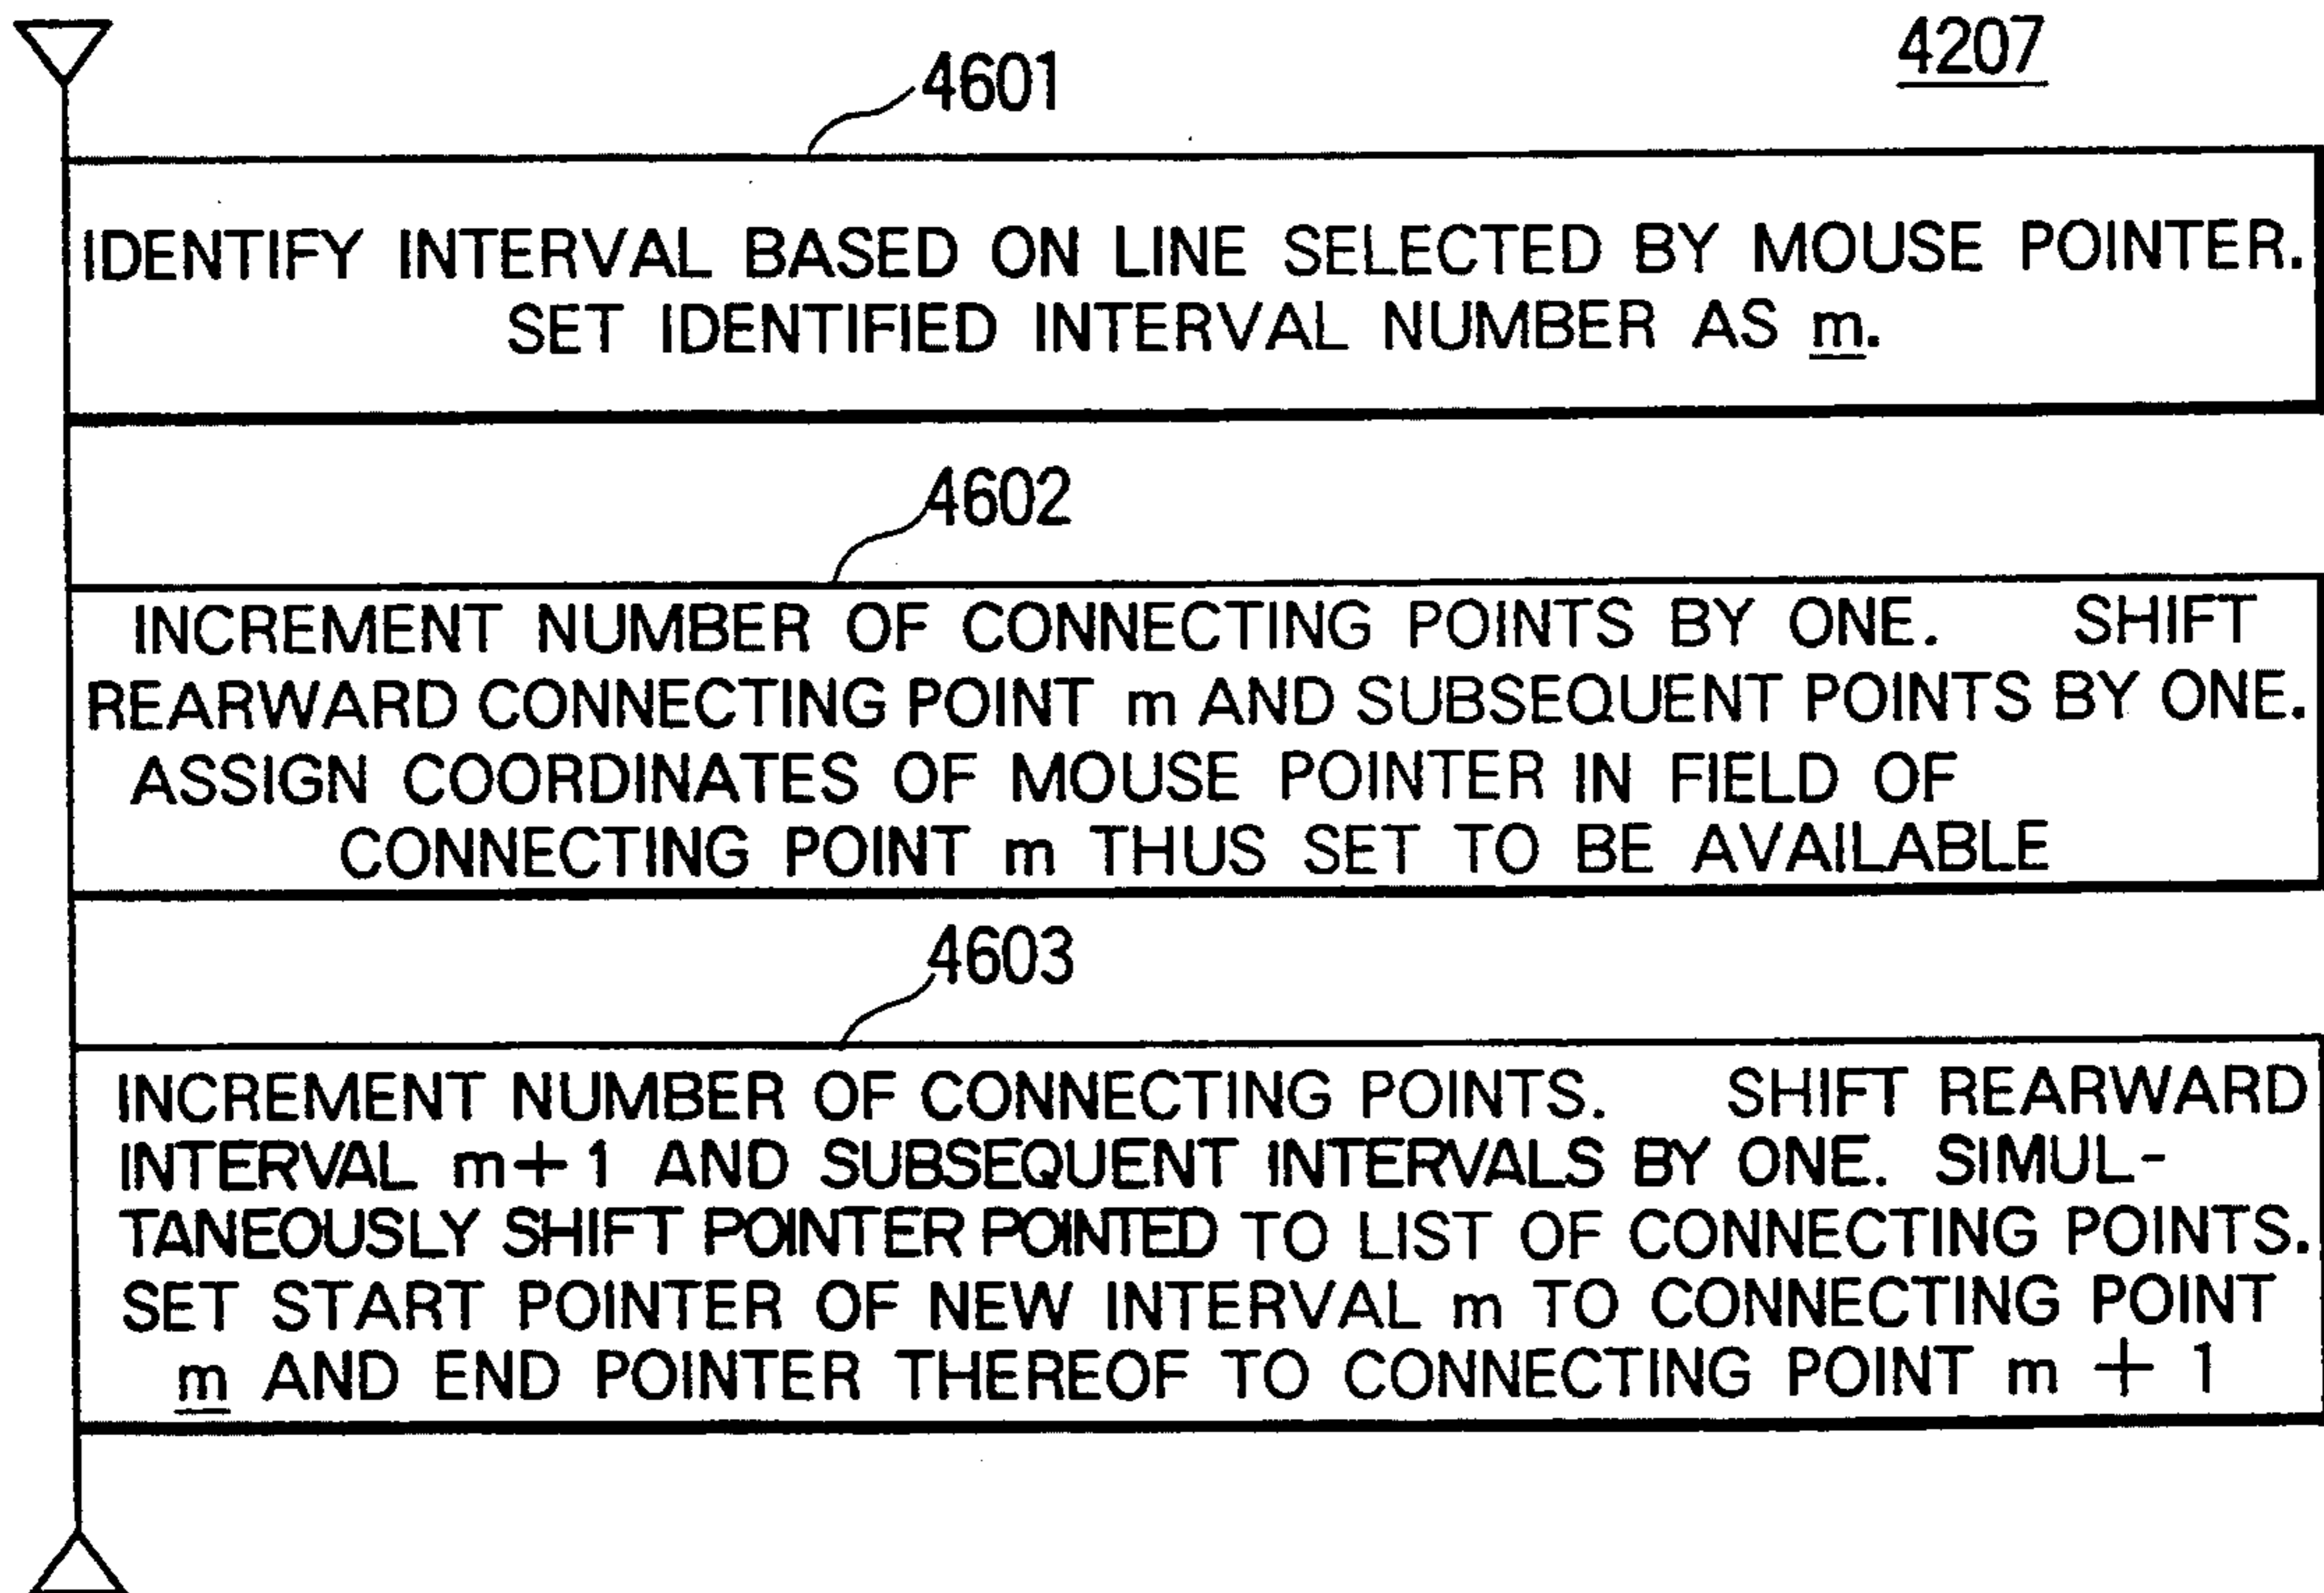 4207
4601
IDENTIFY INTERVAL BASED ON LINE SELECTED BY MOUSE POINTER.
SET IDENTIFIED INTERVAL NUMBER AS m.
4602
INCREMENT NUMBER OF CONNECTING POINTS BY ONE. SHIFT
REARWARD CONNECTING POINT m AND SUBSEQUENT POINTS BY ONE.
ASSIGN COORDINATES OF MOUSE POINTER IN FIELD OF
CONNECTING POINT m THUS SET TO BE AVAILABLE
4603
INCREMENT NUMBER OF CONNECTING POINTS. SHIFT REARWARD
INTERVAL m+1 AND SUBSEQUENT INTERVALS BY ONE. SIMUL-
TANEOUSLY SHIFT POINTER POINTED TO LIST OF CONNECTING POINTS.
SET START POINTER OF NEW INTERVAL m TO CONNECTING POINT
m AND END POINTER THEREOF TO CONNECTING POINT m + 1